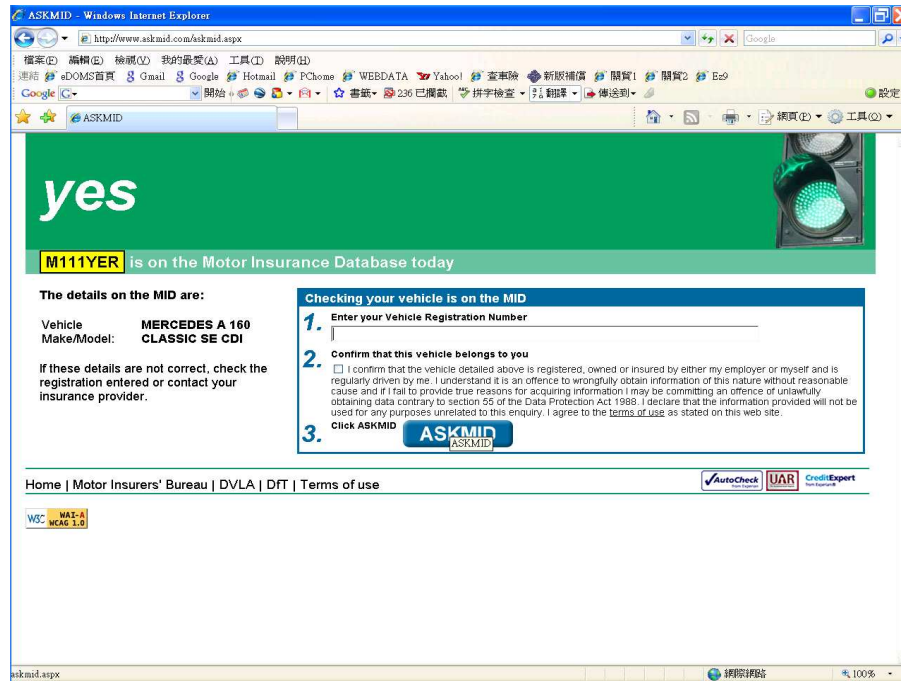 ASKMID - Windows Internet Explorer
http://www.askmid.com/askmid.aspx
Google
檔案(F) 編輯(E) 檢視(V) 我的最愛(A) 工具(T) 說明(H)
連結 eDOMS首頁 Gmail Google Hotmail PChome WEBDATA Yahoo! 查車險 新版補償 關貿1 關貿2 Ez9
Google G 開始 書籤 236 已攔截 拼字檢查 翻譯 傳送到 設定
ASKMID 網頁(P) 工具(O)
yes
M111YER is on the Motor Insurance Database today
The details on the MID are:
Vehicle Make/Model:
MERCEDES A 160
CLASSIC SE CDI
If these details are not correct, check the
registration entered or contact your
insurance provider.
Checking your vehicle is on the MID
1. Enter your Vehicle Registration Number
2. Confirm that this vehicle belongs to you
I confirm that the vehicle detailed above is registered, owned or insured by either my employer or myself and is
regularly driven by me. I understand it is an offence to wrongfully obtain information of this nature without reasonable
cause and if I fail to provide true reasons for acquiring information I may be committing an offence of unlawfully
obtaining data contrary to section 55 of the Data Protection Act 1988. I declare that the information provided will not be
used for any purposes unrelated to this enquiry. I agree to the terms of use as stated on this web site.
3. Click ASKMID ASKMID
ASKMID
Home | Motor Insurers' Bureau | DVLA | DfT | Terms of use
AutoCheck from Experian UAR CreditExpert from Experian
W3C WAI-A WCAG 1.0
askmid.aspx 網際網路 100%